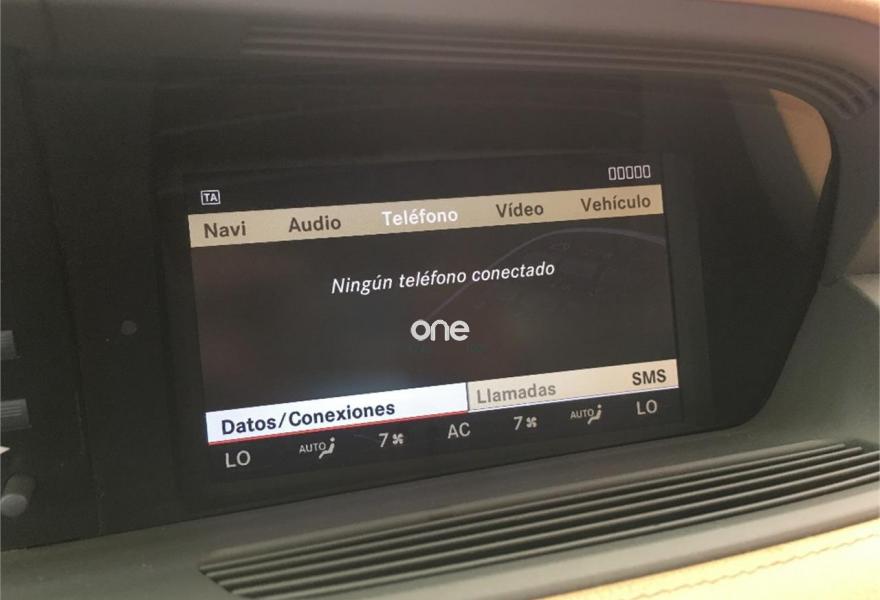 TA
Navi Audio Teléfono Vídeo Vehículo
Ningún teléfono conectado
one
Datos/Conexiones Llamadas SMS
LO AUTO 7 AC 7 AUTO LO